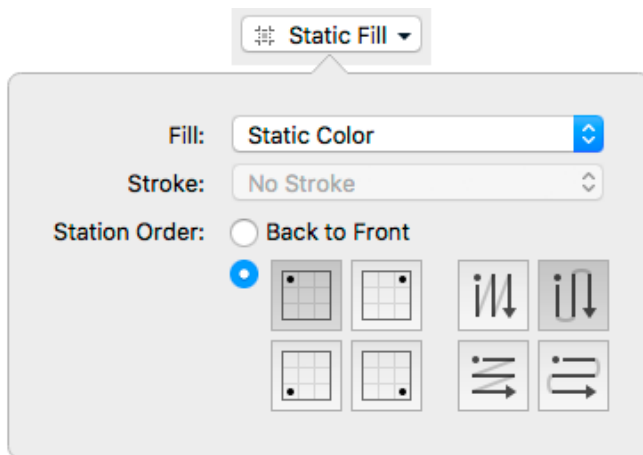 Static Fill
Fill: Static Color
Stroke: No Stroke
Station Order: Back to Front